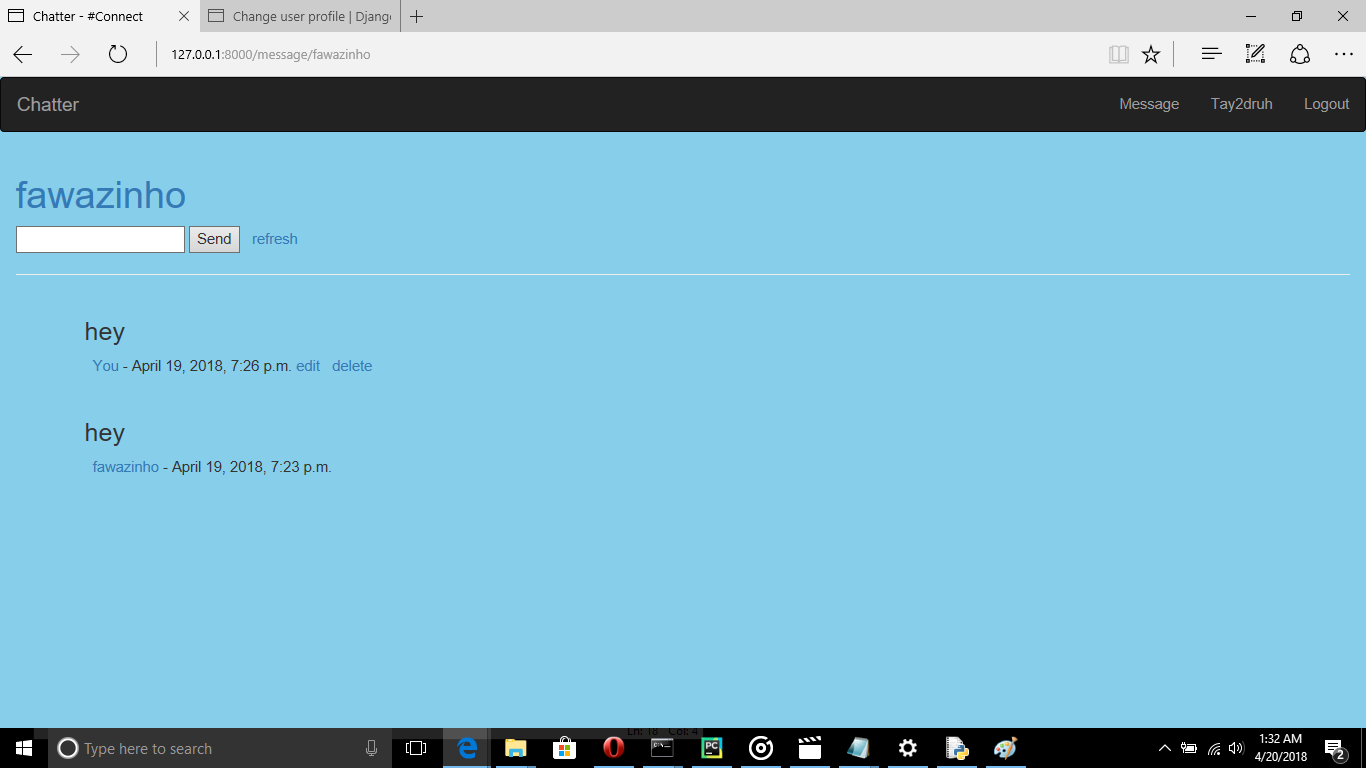 Chatter - #Connect
Change user profile | Djang
127.0.0.1:8000/message/fawazinho
Chatter Message Tay2druh Logout
fawazinho
Send refresh
hey
You - April 19, 2018, 7:26 p.m. edit delete
hey
fawazinho - April 19, 2018, 7:23 p.m.
Ln: 18 Col: 4
Type here to search
PC
1:32 AM
4/20/2018
2